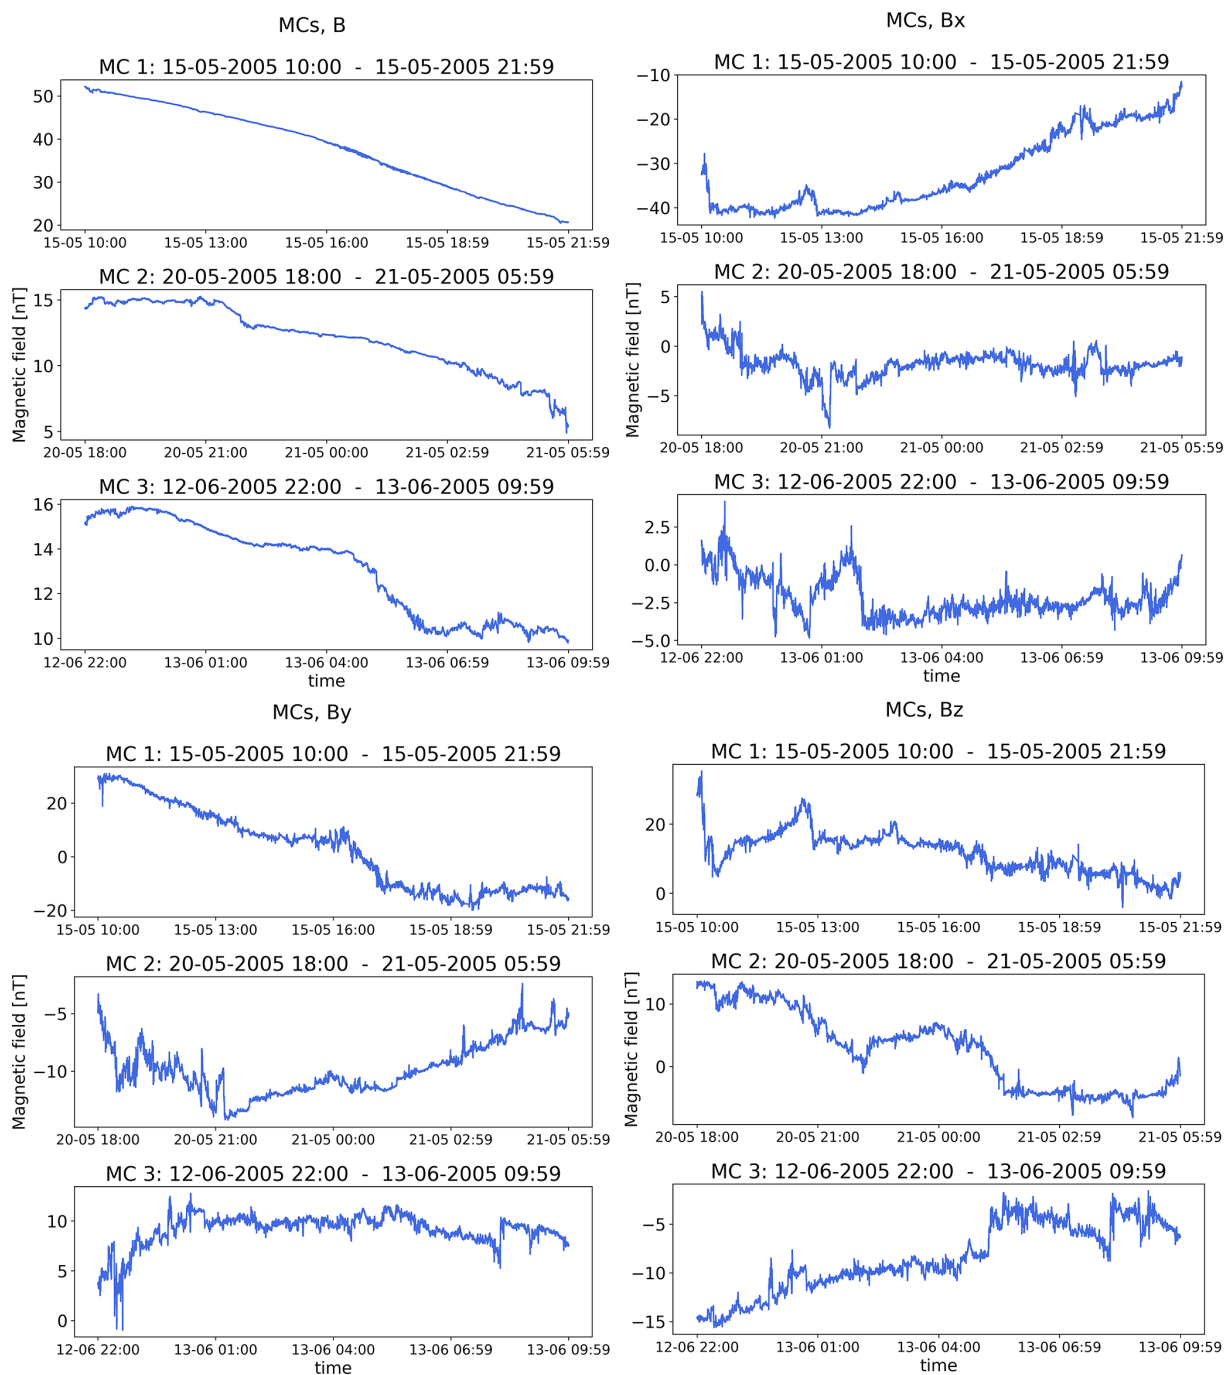 MCs, B
MC 1: 15-05-2005 10:00 - 15-05-2005 21:59
50
40
30
20
15-05 10:00 15-05 13:00 15-05 16:00 15-05 18:59 15-05 21:59
MC 2: 20-05-2005 18:00 - 21-05-2005 05:59
Magnetic field [nT]
15
10
5
20-05 18:00 20-05 21:00 21-05 00:00 21-05 02:59 21-05 05:59
MC 3: 12-06-2005 22:00 - 13-06-2005 09:59
16
14
12
10
12-06 22:00 13-06 01:00 13-06 04:00 13-06 06:59 13-06 09:59
time
MCs, Bx
MC 1: 15-05-2005 10:00 - 15-05-2005 21:59
−10
−20
−30
−40
15-05 10:00 15-05 13:00 15-05 16:00 15-05 18:59 15-05 21:59
MC 2: 20-05-2005 18:00 - 21-05-2005 05:59
Magnetic field [nT]
5
0
−5
20-05 18:00 20-05 21:00 21-05 00:00 21-05 02:59 21-05 05:59
MC 3: 12-06-2005 22:00 - 13-06-2005 09:59
2.5
0.0
−2.5
−5.0
12-06 22:00 13-06 01:00 13-06 04:00 13-06 06:59 13-06 09:59
time
MCs, By
MC 1: 15-05-2005 10:00 - 15-05-2005 21:59
20
0
−20
15-05 10:00 15-05 13:00 15-05 16:00 15-05 18:59 15-05 21:59
MC 2: 20-05-2005 18:00 - 21-05-2005 05:59
Magnetic field [nT]
−5
−10
20-05 18:00 20-05 21:00 21-05 00:00 21-05 02:59 21-05 05:59
MC 3: 12-06-2005 22:00 - 13-06-2005 09:59
10
5
0
12-06 22:00 13-06 01:00 13-06 04:00 13-06 06:59 13-06 09:59
time
MCs, Bz
MC 1: 15-05-2005 10:00 - 15-05-2005 21:59
20
0
15-05 10:00 15-05 13:00 15-05 16:00 15-05 18:59 15-05 21:59
MC 2: 20-05-2005 18:00 - 21-05-2005 05:59
Magnetic field [nT]
10
0
20-05 18:00 20-05 21:00 21-05 00:00 21-05 02:59 21-05 05:59
MC 3: 12-06-2005 22:00 - 13-06-2005 09:59
−5
−10
−15
12-06 22:00 13-06 01:00 13-06 04:00 13-06 06:59 13-06 09:59
time